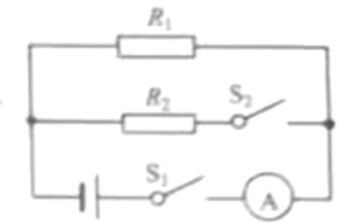 R₁
R₂ S₂
S₁ A